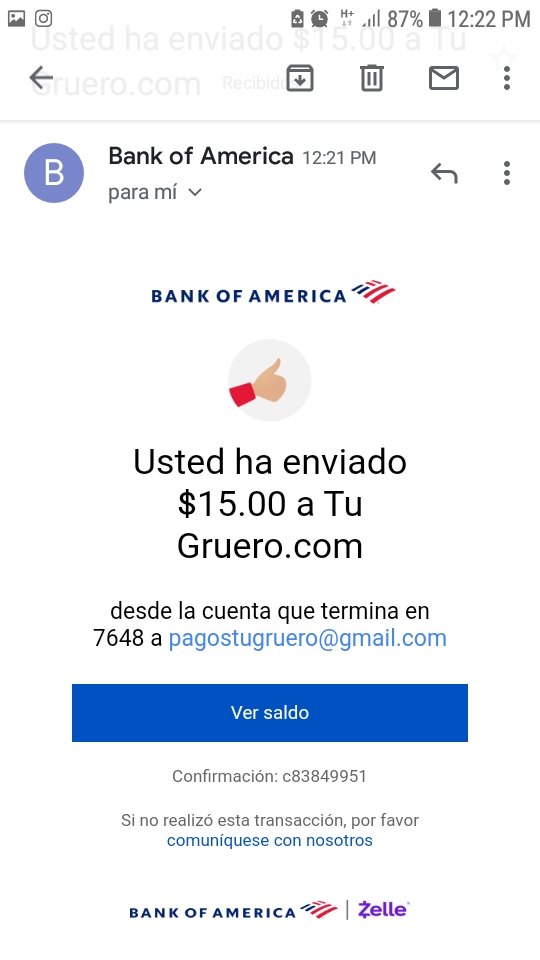 87% 12:22 PM
Usted ha enviado $15.00 a Tu
Gruero.com Recibido
B
Bank of America 12:21 PM
para mí
BANK OF AMERICA
Usted ha enviado
$15.00 a Tu
Gruero.com
desde la cuenta que termina en
7648 a pagostugruero@gmail.com
Ver saldo
Confirmación: c83849951
Si no realizó esta transacción, por favor
comuníquese con nosotros
BANK OF AMERICA | Zelle